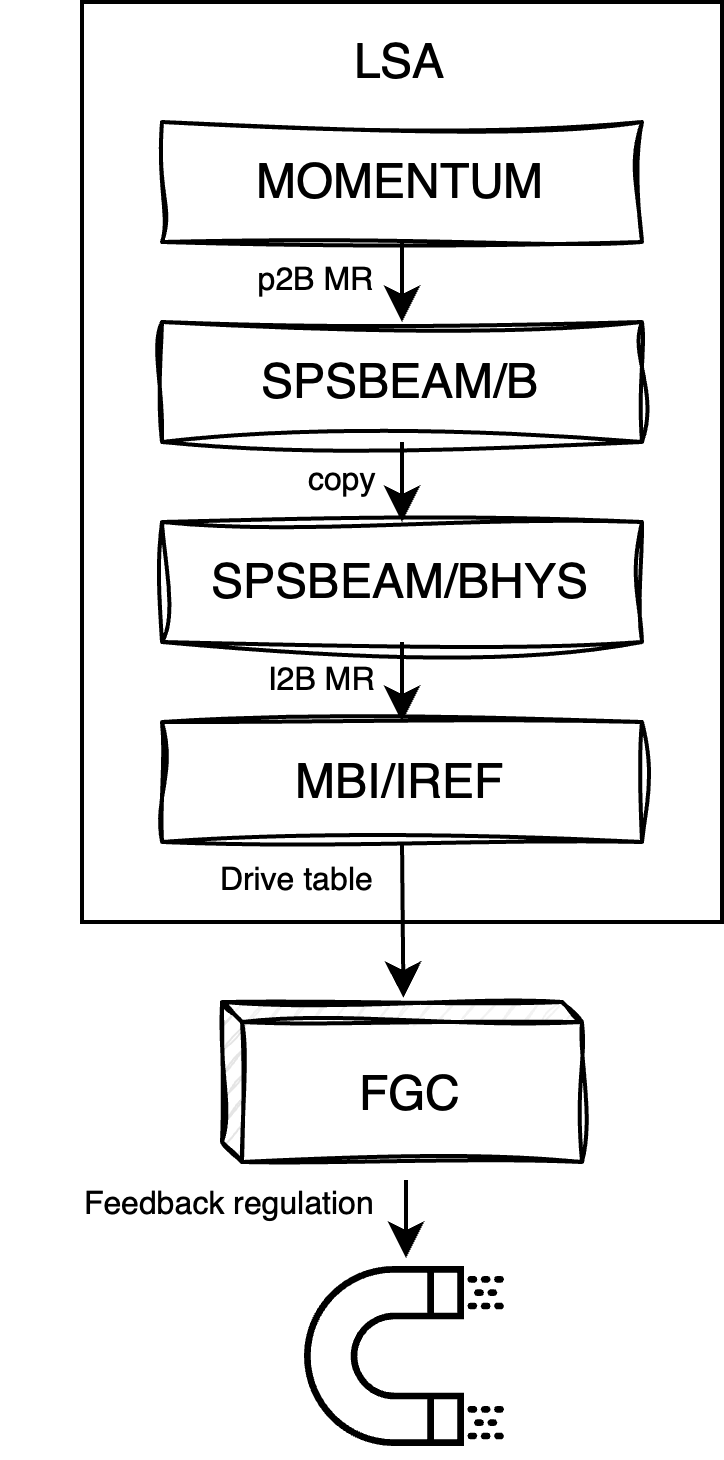 LSA
MOMENTUM
p2B MR
SPSBEAM/B
copy
SPSBEAM/BHYS
I2B MR
MBI/IREF
Drive table
FGC
Feedback regulation